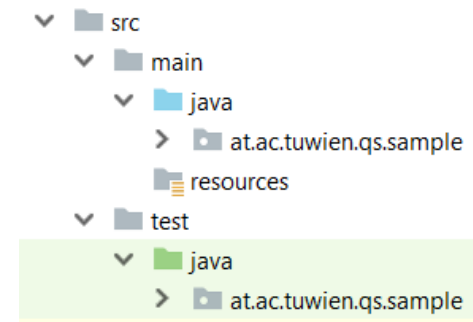 src
main
java
at.ac.tuwien.qs.sample
resources
test
java
at.ac.tuwien.qs.sample